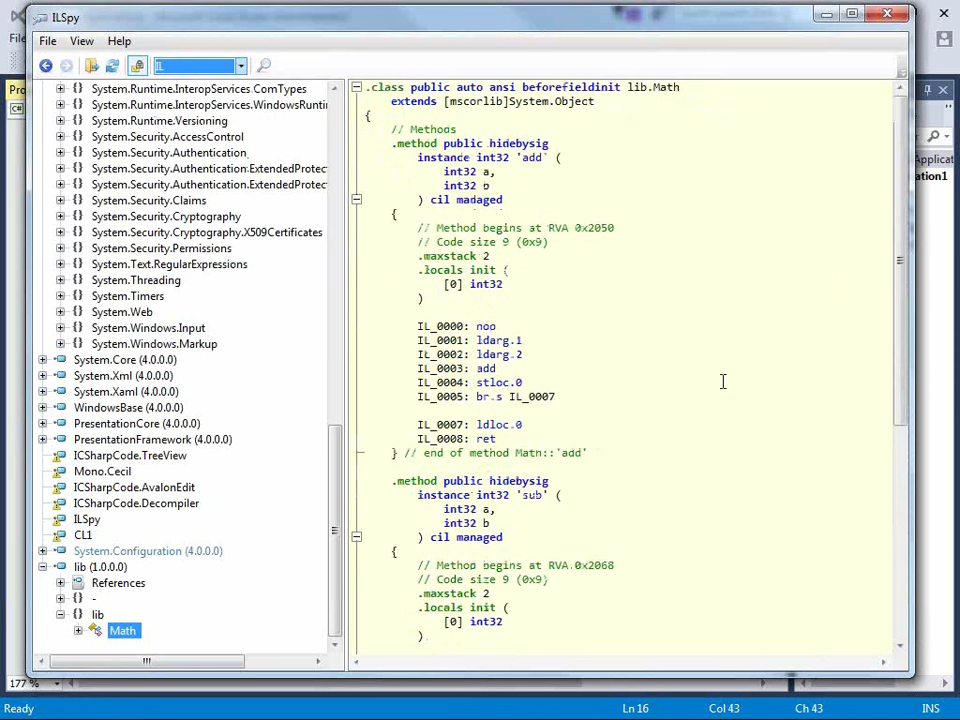 ILSpy
File View Help
IL
System.Runtime.InteropServices.ComTypes
System.Runtime.InteropServices.WindowsRuntin
System.Runtime.Versioning
System.Security.AccessControl
System.Security.Authentication
System.Security.Authentication.ExtendedProtec
System.Security.Authentication.ExtendedProtec
System.Security.Claims
System.Security.Cryptography
System.Security.Cryptography.X509Certificates
System.Security.Permissions
System.Text.RegularExpressions
System.Threading
System.Timers
System.Web
System.Windows.Input
System.Windows.Markup
System.Core (4.0.0.0)
System.Xml (4.0.0.0)
System.Xaml (4.0.0.0)
WindowsBase (4.0.0.0)
PresentationCore (4.0.0.0)
PresentationFramework (4.0.0.0)
ICSharpCode.TreeView
Mono.Cecil
ICSharpCode.AvalonEdit
ICSharpCode.Decompiler
ILSpy
CL1
System.Configuration (4.0.0.0)
lib (1.0.0.0)
References
{} -
{} lib
Math
.class public auto ansi beforefieldinit lib.Math
extends [mscorlib]System.Object
{
// Methods
.method public hidebysig
instance int32 'add' (
int32 a,
int32 b
) cil managed
{
// Method begins at RVA 0x2050
// Code size 9 (0x9)
.maxstack 2
.locals init (
[0] int32
)
IL_0000: nop
IL_0001: ldarg.1
IL_0002: ldarg.2
IL_0003: add
IL_0004: stloc.0
IL_0005: br.s IL_0007
IL_0007: ldloc.0
IL_0008: ret
} // end of method Math::'add'
.method public hidebysig
instance int32 'sub' (
int32 a,
int32 b
) cil managed
{
// Method begins at RVA 0x2068
// Code size 9 (0x9)
.maxstack 2
.locals init (
[0] int32
)
Fil
Pro
C#
Applicat
ation1
177 %
Ready
Ln 16 Col 43 Ch 43 INS